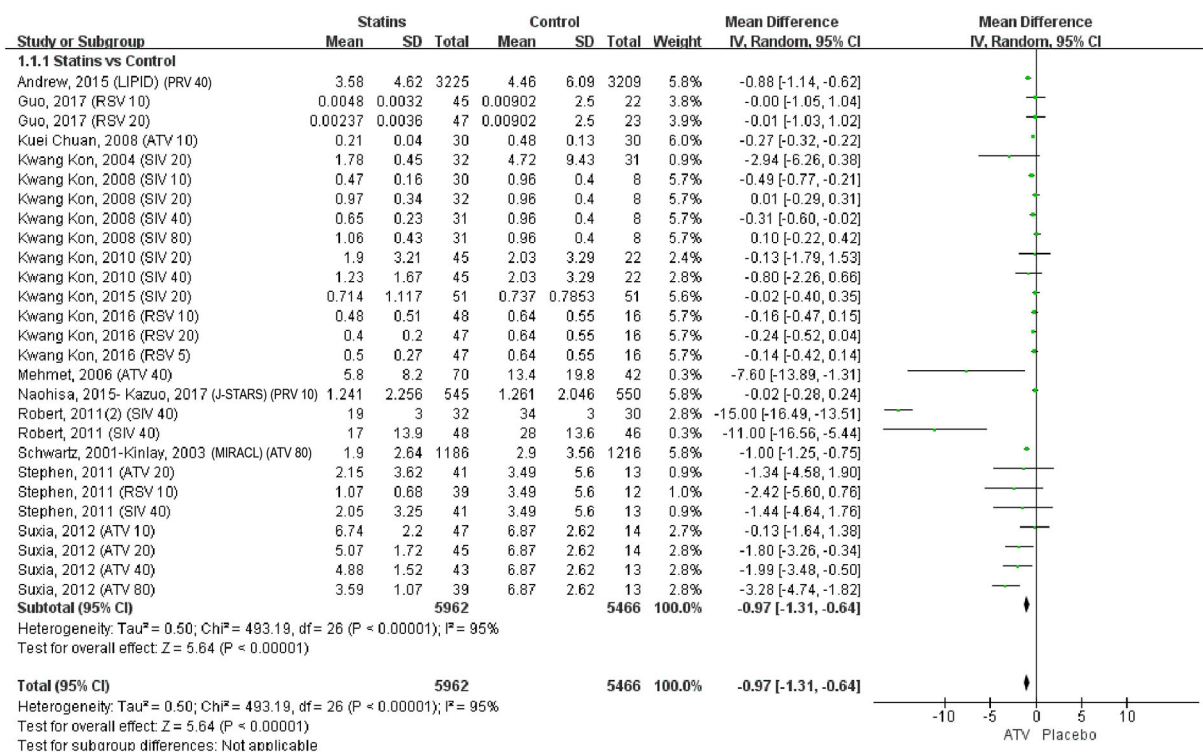 Statins Control Mean Difference Mean Difference
Study or Subgroup Mean SD Total Mean SD Total Weight IV, Random, 95% CI IV, Random, 95% CI
1.1.1 Statins vs Control
Andrew, 2015 (LIPID) (PRV 40) 3.58 4.62 3225 4.46 6.09 3209 5.8% -0.88 [-1.14, -0.62]
Guo, 2017 (RSV 10) 0.0048 0.0032 45 0.00902 2.5 22 3.8% -0.00 [-1.05, 1.04]
Guo, 2017 (RSV 20) 0.00237 0.0036 47 0.00902 2.5 23 3.9% -0.01 [-1.03, 1.02]
Kuei Chuan, 2008 (ATV 10) 0.21 0.04 30 0.48 0.13 30 6.0% -0.27 [-0.32, -0.22]
Kwang Kon, 2004 (SIV 20) 1.78 0.45 32 4.72 9.43 31 0.9% -2.94 [-6.26, 0.38]
Kwang Kon, 2008 (SIV 10) 0.47 0.16 30 0.96 0.4 8 5.7% -0.49 [-0.77, -0.21]
Kwang Kon, 2008 (SIV 20) 0.97 0.34 32 0.96 0.4 8 5.7% 0.01 [-0.29, 0.31]
Kwang Kon, 2008 (SIV 40) 0.65 0.23 31 0.96 0.4 8 5.7% -0.31 [-0.60, -0.02]
Kwang Kon, 2008 (SIV 80) 1.06 0.43 31 0.96 0.4 8 5.7% 0.10 [-0.22, 0.42]
Kwang Kon, 2010 (SIV 20) 1.9 3.21 45 2.03 3.29 22 2.4% -0.13 [-1.79, 1.53]
Kwang Kon, 2010 (SIV 40) 1.23 1.67 45 2.03 3.29 22 2.8% -0.80 [-2.26, 0.66]
Kwang Kon, 2015 (SIV 20) 0.714 1.117 51 0.737 0.7853 51 5.6% -0.02 [-0.40, 0.35]
Kwang Kon, 2016 (RSV 10) 0.48 0.51 48 0.64 0.55 16 5.7% -0.16 [-0.47, 0.15]
Kwang Kon, 2016 (RSV 20) 0.4 0.2 47 0.64 0.55 16 5.7% -0.24 [-0.52, 0.04]
Kwang Kon, 2016 (RSV 5) 0.5 0.27 47 0.64 0.55 16 5.7% -0.14 [-0.42, 0.14]
Mehmet, 2006 (ATV 40) 5.8 8.2 70 13.4 19.8 42 0.3% -7.60 [-13.89, -1.31]
Naohisa, 2015- Kazuo, 2017 (J-STARS) (PRV 10) 1.241 2.256 545 1.261 2.046 550 5.8% -0.02 [-0.28, 0.24]
Robert, 2011(2) (SIV 40) 19 3 32 34 3 30 2.8% -15.00 [-16.49, -13.51]
Robert, 2011 (SIV 40) 17 13.9 48 28 13.6 46 0.3% -11.00 [-16.56, -5.44]
Schwartz, 2001-Kinlay, 2003 (MIRACL) (ATV 80) 1.9 2.64 1186 2.9 3.56 1216 5.8% -1.00 [-1.25, -0.75]
Stephen, 2011 (ATV 20) 2.15 3.62 41 3.49 5.6 13 0.9% -1.34 [-4.58, 1.90]
Stephen, 2011 (RSV 10) 1.07 0.68 39 3.49 5.6 12 1.0% -2.42 [-5.60, 0.76]
Stephen, 2011 (SIV 40) 2.05 3.25 41 3.49 5.6 13 0.9% -1.44 [-4.64, 1.76]
Suxia, 2012 (ATV 10) 6.74 2.2 47 6.87 2.62 14 2.7% -0.13 [-1.64, 1.38]
Suxia, 2012 (ATV 20) 5.07 1.72 45 6.87 2.62 14 2.8% -1.80 [-3.26, -0.34]
Suxia, 2012 (ATV 40) 4.88 1.52 43 6.87 2.62 13 2.8% -1.99 [-3.48, -0.50]
Suxia, 2012 (ATV 80) 3.59 1.07 39 6.87 2.62 13 2.8% -3.28 [-4.74, -1.82]
Subtotal (95% CI) 5962 5466 100.0% -0.97 [-1.31, -0.64]
Heterogeneity: Tau² = 0.50; Chi² = 493.19, df = 26 (P < 0.00001); I² = 95%
Test for overall effect: Z = 5.64 (P < 0.00001)
Total (95% CI) 5962 5466 100.0% -0.97 [-1.31, -0.64]
Heterogeneity: Tau² = 0.50; Chi² = 493.19, df = 26 (P < 0.00001); I² = 95%
Test for overall effect: Z = 5.64 (P < 0.00001)
Test for subgroup differences: Not applicable
-10 -5 0 5 10
ATV Placebo